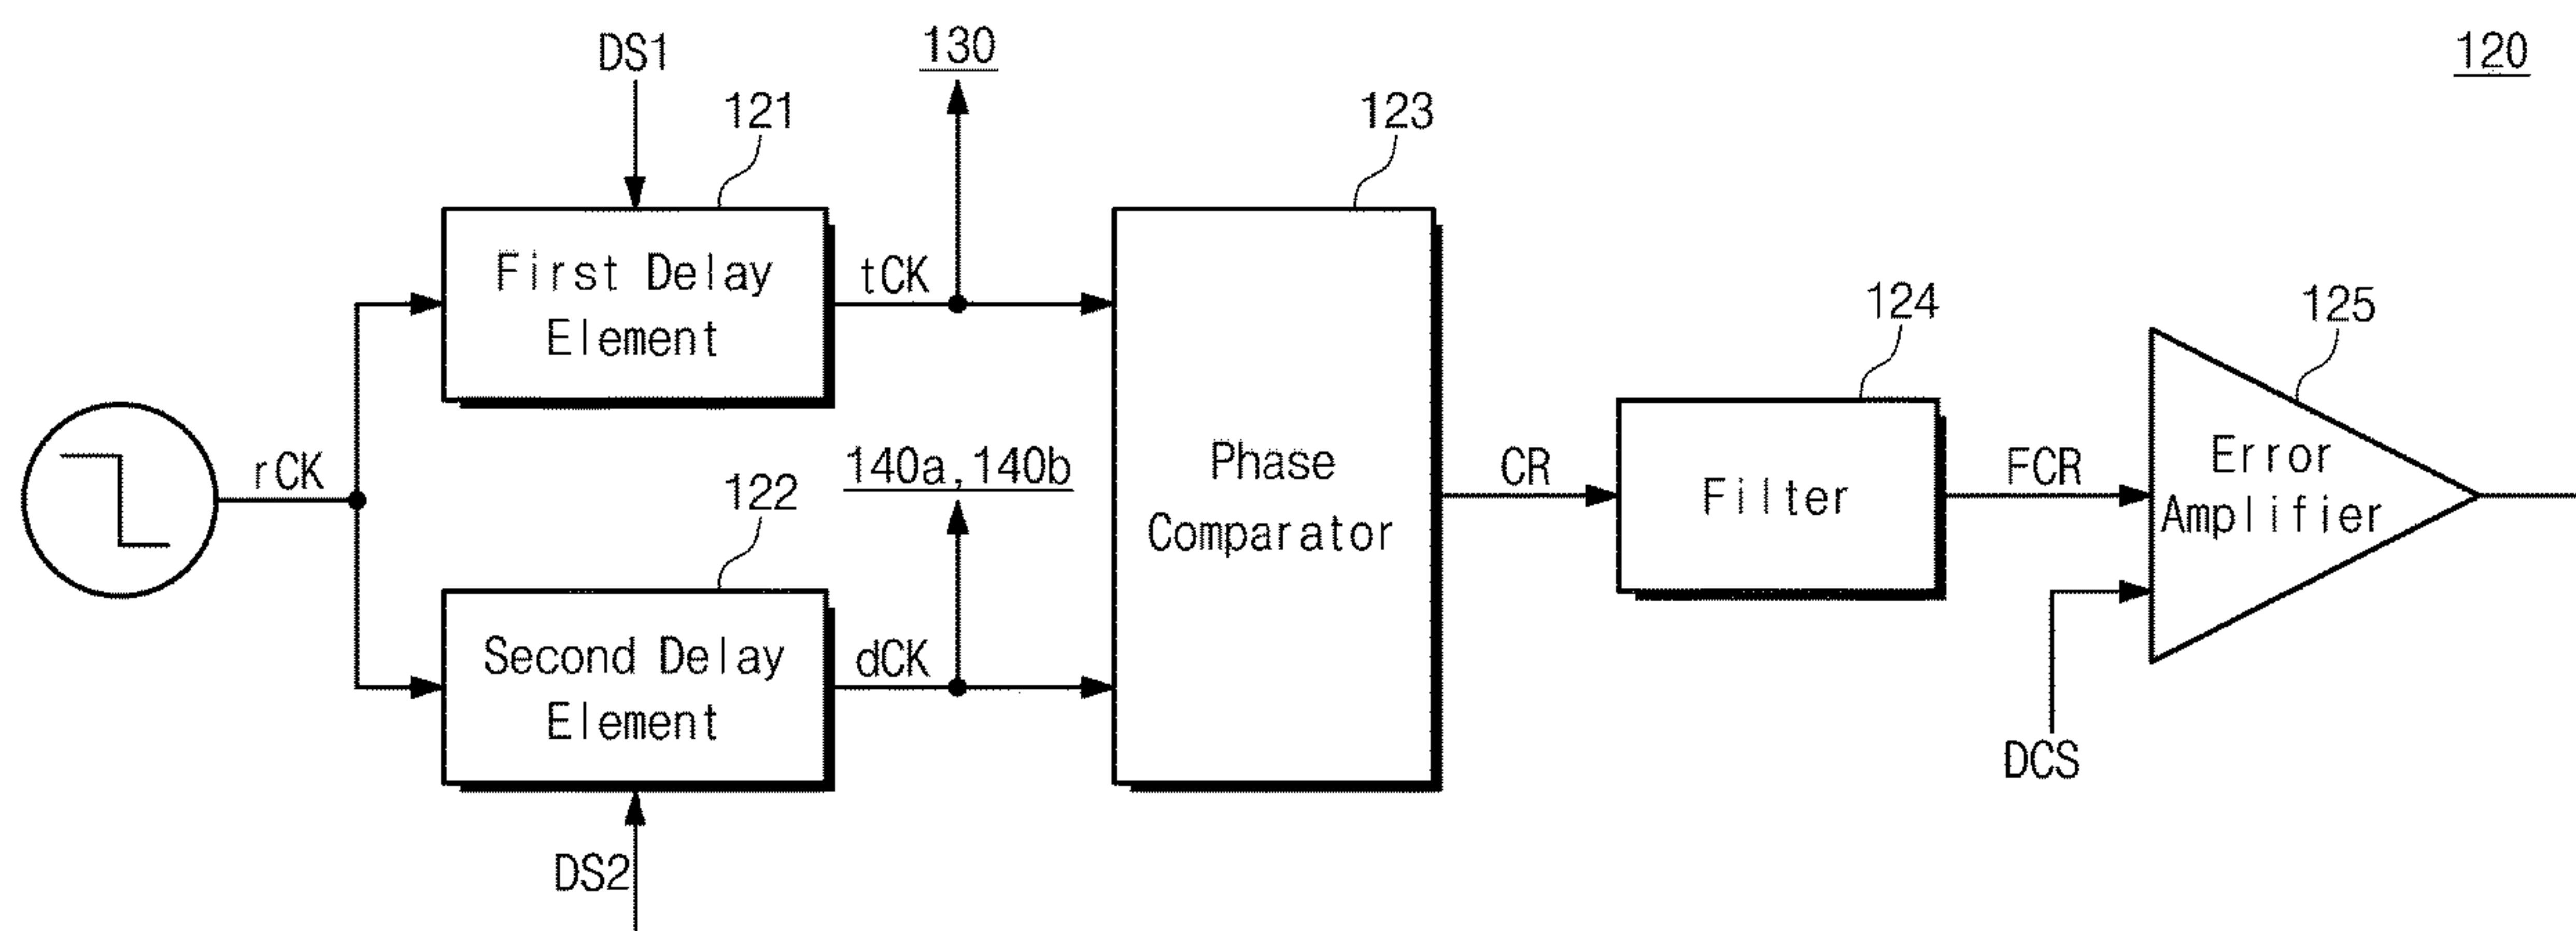 DS1
130
120
121
123
First Delay
Element
tCK
124
125
rCK
140a, 140b
122
Phase
Comparator
CR
Filter
FCR
Error
Amplifier
Second Delay
Element
dCK
DCS
DS2